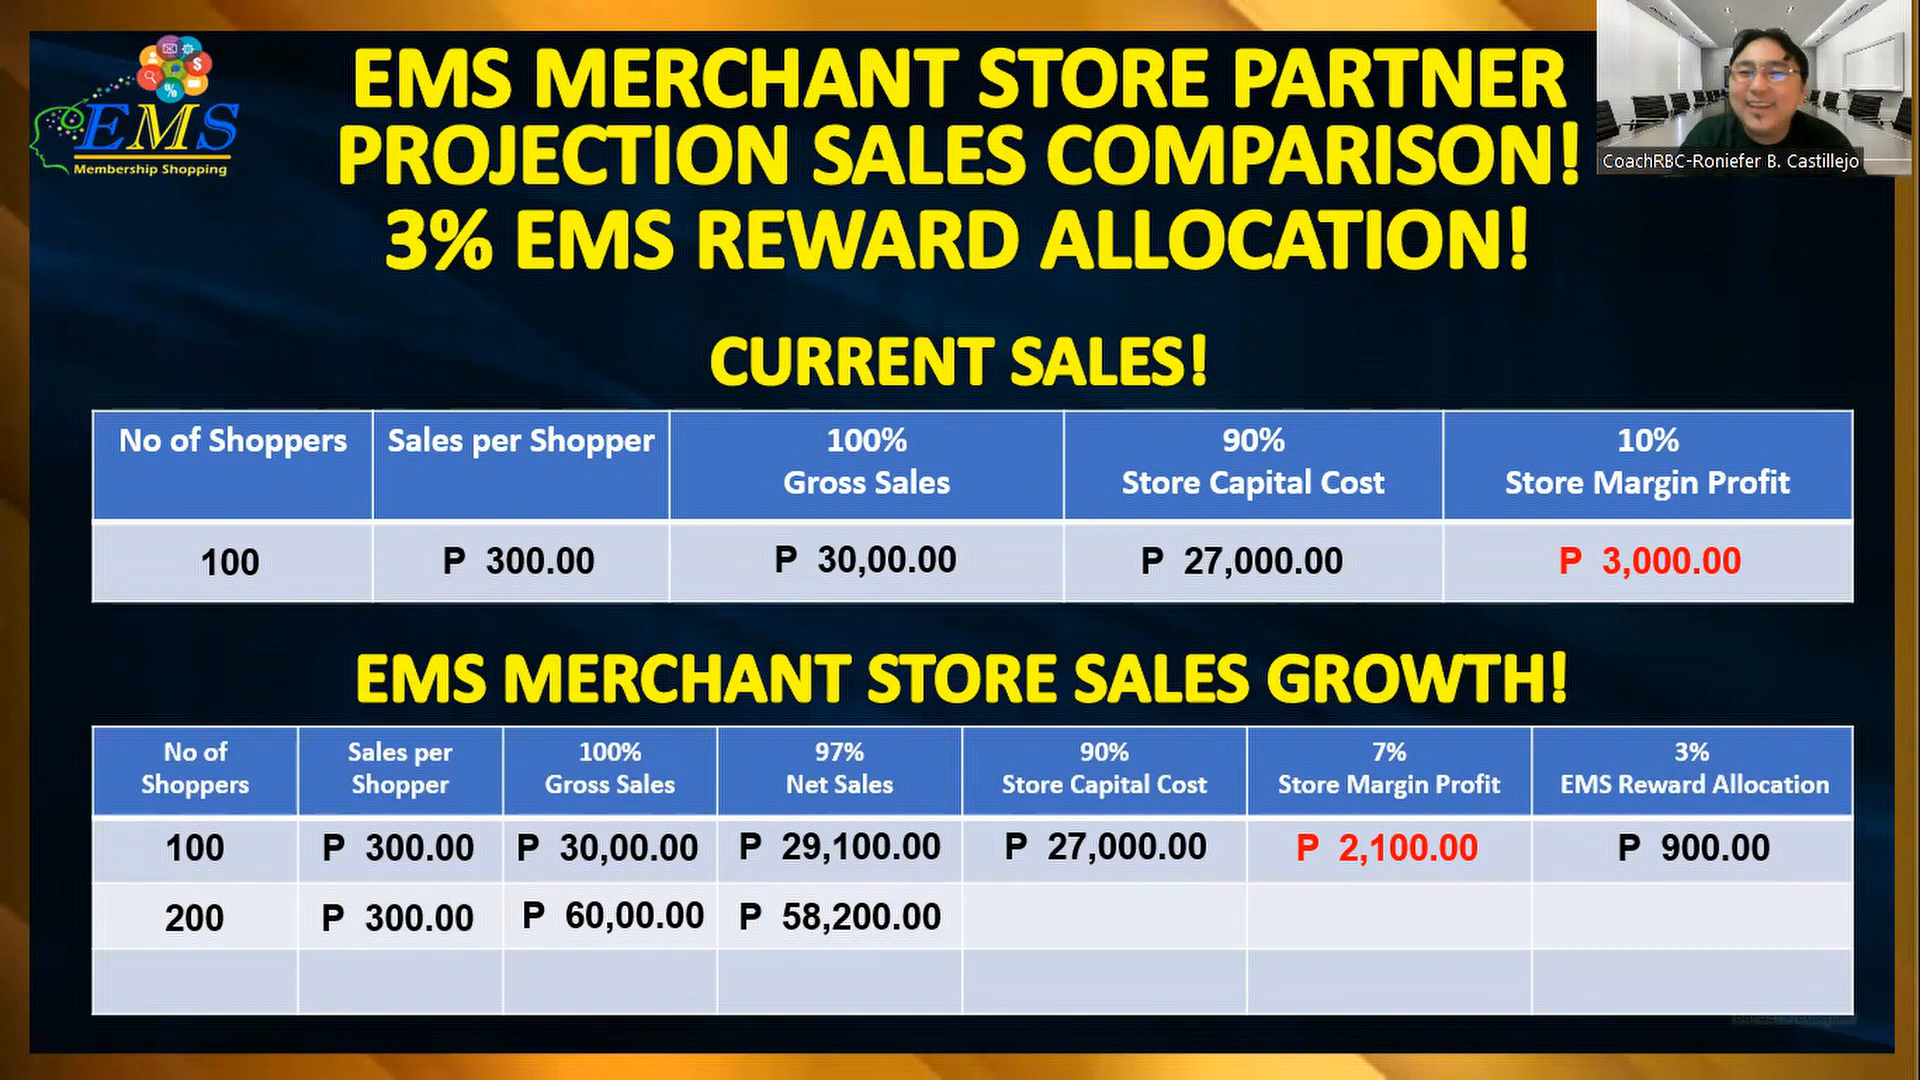 EMS
Membership Shopping
EMS MERCHANT STORE PARTNER
PROJECTION SALES COMPARISON!
3% EMS REWARD ALLOCATION!
CoachRBC-Roniefer B. Castillejo
CURRENT SALES!
No of Shoppers
Sales per Shopper
100%
Gross Sales
90%
Store Capital Cost
10%
Store Margin Profit
100
P 300.00
P 30,00.00
P 27,000.00
P 3,000.00
EMS MERCHANT STORE SALES GROWTH!
No of
Shoppers
Sales per
Shopper
100%
Gross Sales
97%
Net Sales
90%
Store Capital Cost
7%
Store Margin Profit
3%
EMS Reward Allocation
100
P 300.00
P 30,00.00
P 29,100.00
P 27,000.00
P 2,100.00
P 900.00
200
P 300.00
P 60,00.00
P 58,200.00